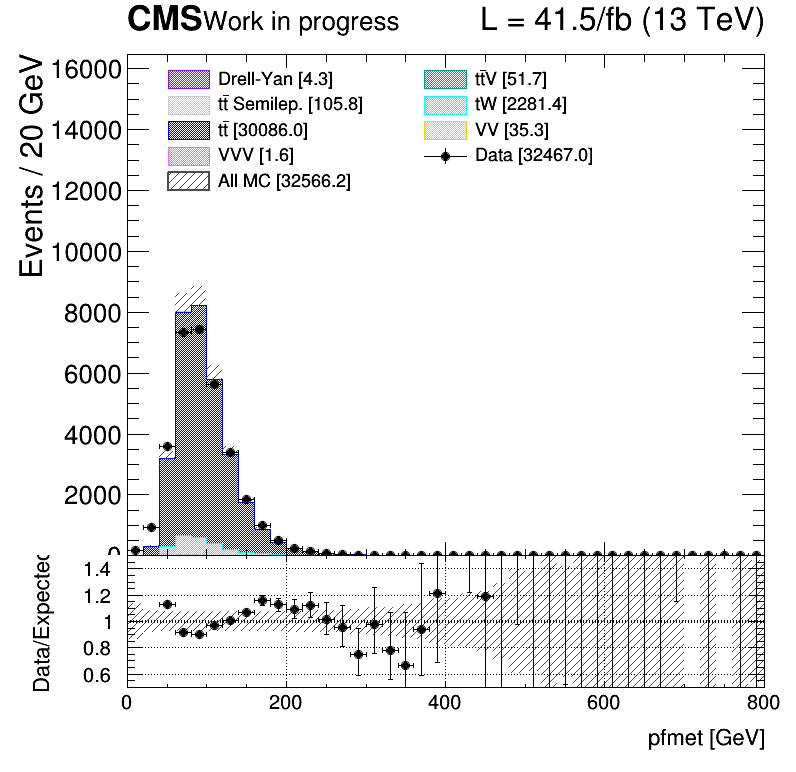 CMS Work in progress L = 41.5/fb (13 TeV)
Events / 20 GeV
16000
14000
12000
10000
8000
6000
4000
2000
0
Drell-Yan [4.3]
tt̄ Semilep. [105.8]
tt̄ [30086.0]
VVV [1.6]
All MC [32566.2]
tt̄V [51.7]
tW [2281.4]
VV [35.3]
Data [32467.0]
Data/Expected
1.4
1.2
1
0.8
0.6
0 200 400 600 800
pfmet [GeV]